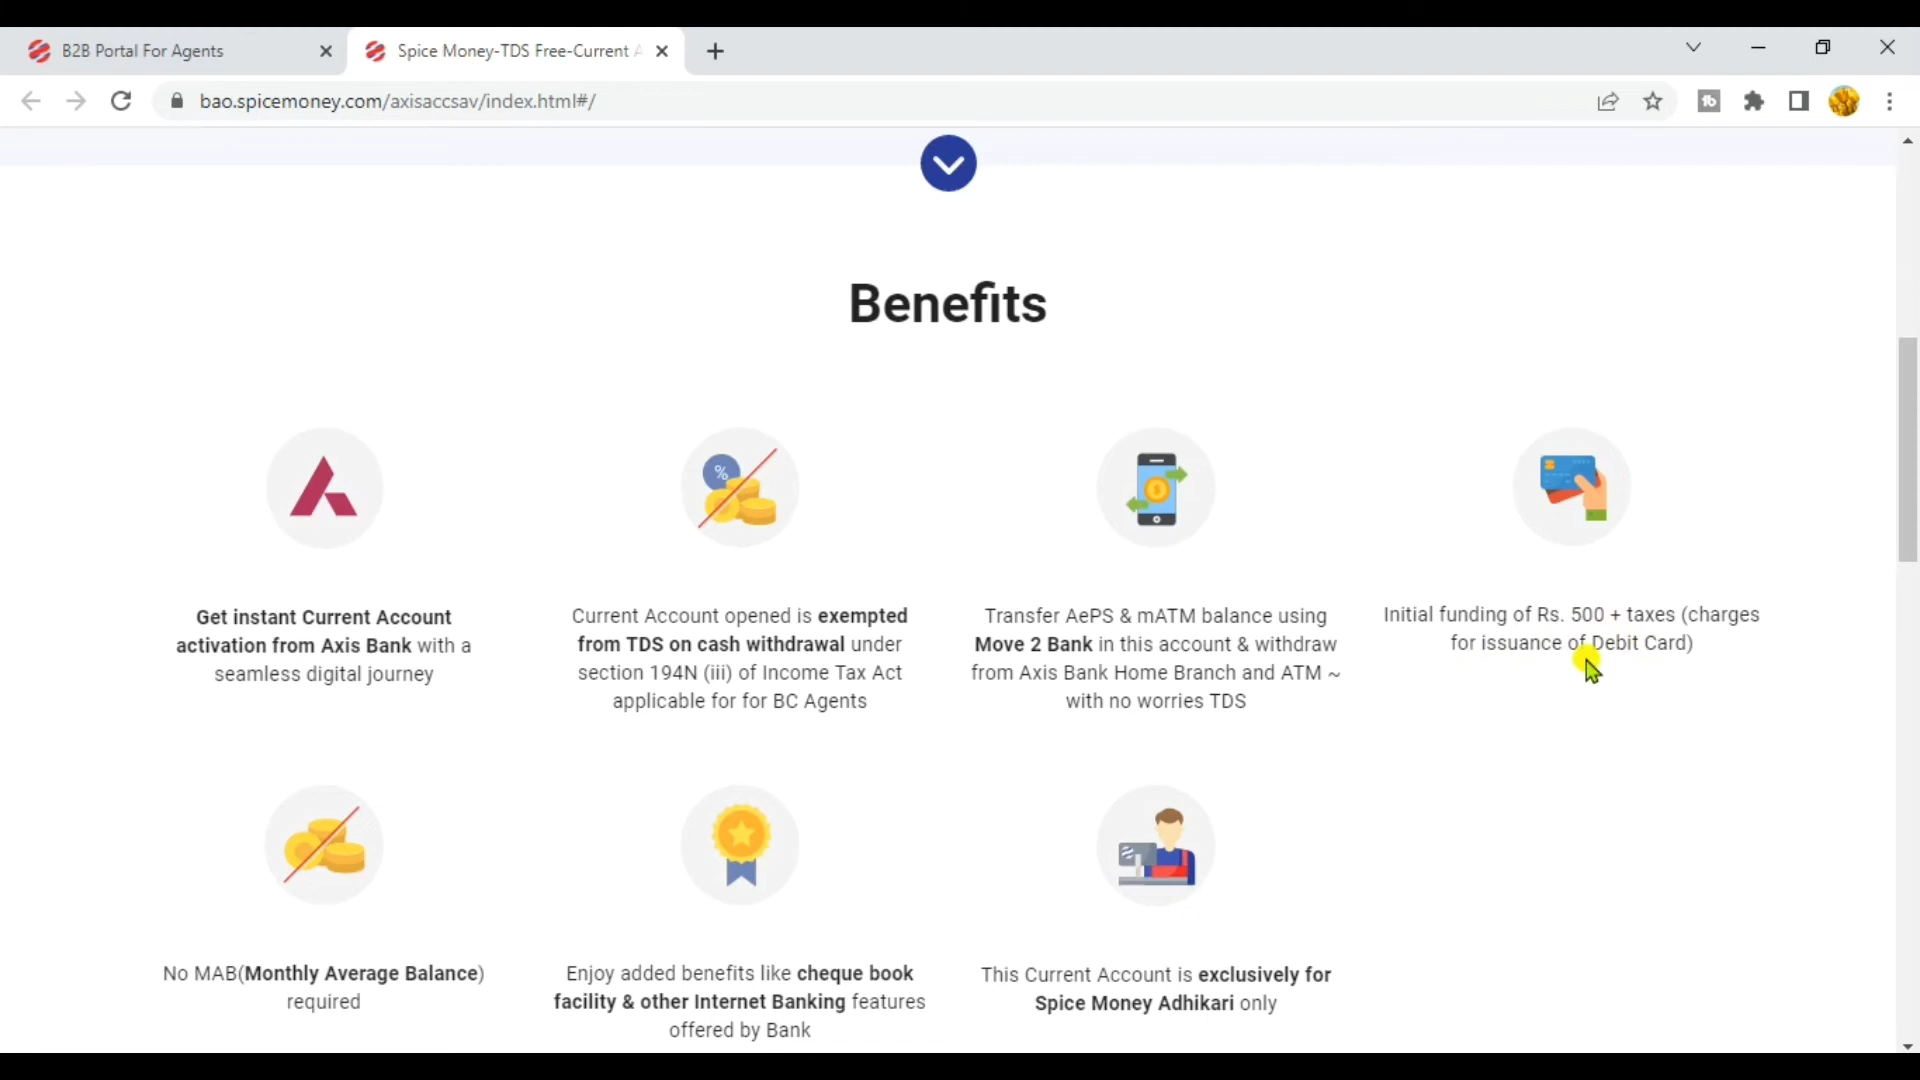 B2B Portal For Agents
Spice Money-TDS Free-Current A
bao.spicemoney.com/axisaccsav/index.html#/
Benefits
%
Get instant Current Account
activation from Axis Bank with a
seamless digital journey
Current Account opened is exempted
from TDS on cash withdrawal under
section 194N (iii) of Income Tax Act
applicable for for BC Agents
Transfer AePS & mATM balance using
Move 2 Bank in this account & withdraw
from Axis Bank Home Branch and ATM ~
with no worries TDS
Initial funding of Rs. 500 + taxes (charges
for issuance of Debit Card)
No MAB(Monthly Average Balance)
required
Enjoy added benefits like cheque book
facility & other Internet Banking features
offered by Bank
This Current Account is exclusively for
Spice Money Adhikari only